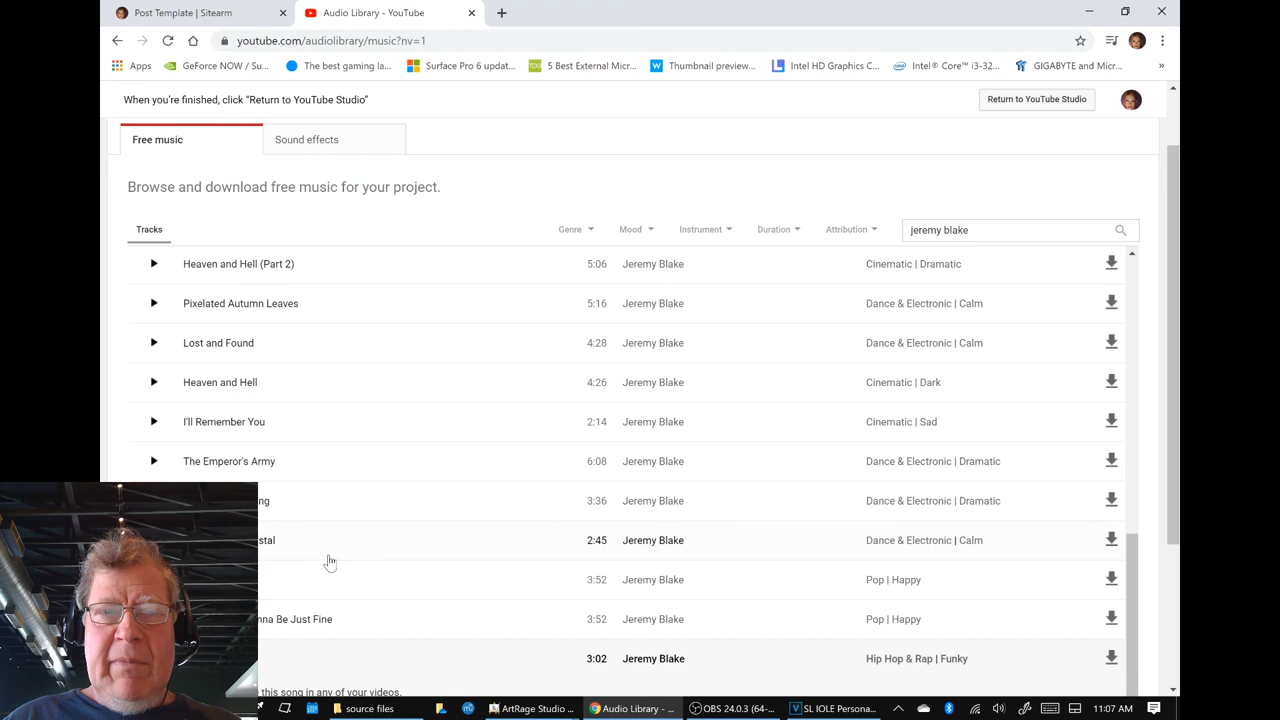 Post Template | Sitearm
Audio Library - YouTube
youtube.com/audiolibrary/music?nv=1
Apps
GeForce NOW / Su...
The best gaming la...
Surface Pro 6 updat...
5 Best External Micr...
Thumbnail preview...
Intel HD Graphics C...
Intel® Core™ i3-32...
GIGABYTE and Micr...
»
When you're finished, click “Return to YouTube Studio”
Return to YouTube Studio
Free music
Sound effects
Browse and download free music for your project.
Tracks
Genre
Mood
Instrument
Duration
Attribution
jeremy blake
Heaven and Hell (Part 2) 5:06 Jeremy Blake Cinematic | Dramatic
Pixelated Autumn Leaves 5:16 Jeremy Blake Dance & Electronic | Calm
Lost and Found 4:28 Jeremy Blake Dance & Electronic | Calm
Heaven and Hell 4:26 Jeremy Blake Cinematic | Dark
I'll Remember You 2:14 Jeremy Blake Cinematic | Sad
The Emperor's Army 6:08 Jeremy Blake Dance & Electronic | Dramatic
ng 3:36 Jeremy Blake Dance & Electronic | Dramatic
stal 2:45 Jeremy Blake Dance & Electronic | Calm
3:52 Jeremy Blake Pop | Happy
nna Be Just Fine 3:52 Jeremy Blake Pop | Happy
3:02 Jeremy Blake Hip Hop & Rap | Funky
this song in any of your videos.
source files
ArtRage Studio ...
Audio Library - ...
OBS 24.0.3 (64-...
SL IOLE Persona...
11:07 AM